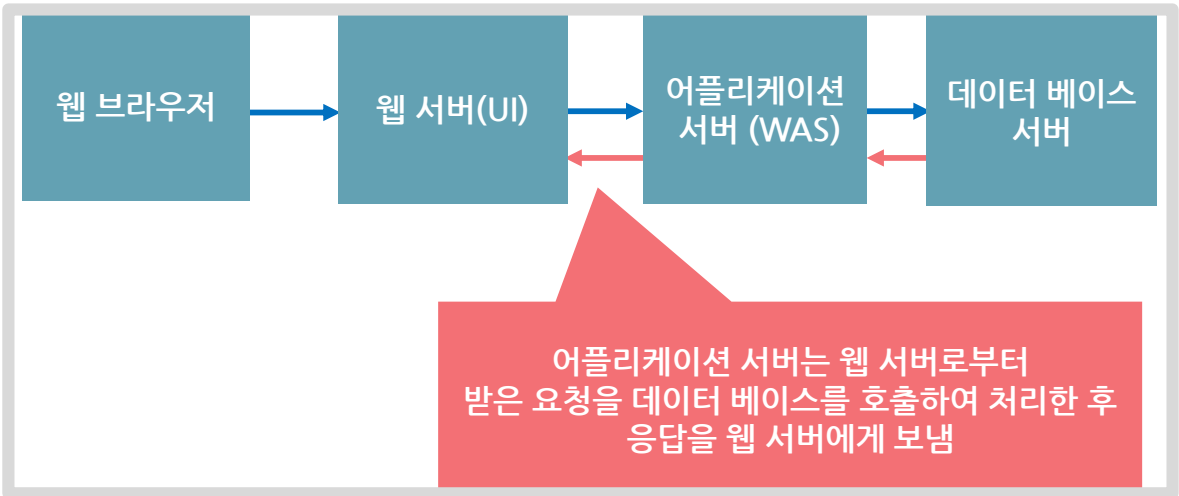 웹 브라우저
웹 서버(UI)
어플리케이션
서버 (WAS)
데이터 베이스
서버
어플리케이션 서버는 웹 서버로부터
받은 요청을 데이터 베이스를 호출하여 처리한 후
응답을 웹 서버에게 보냄